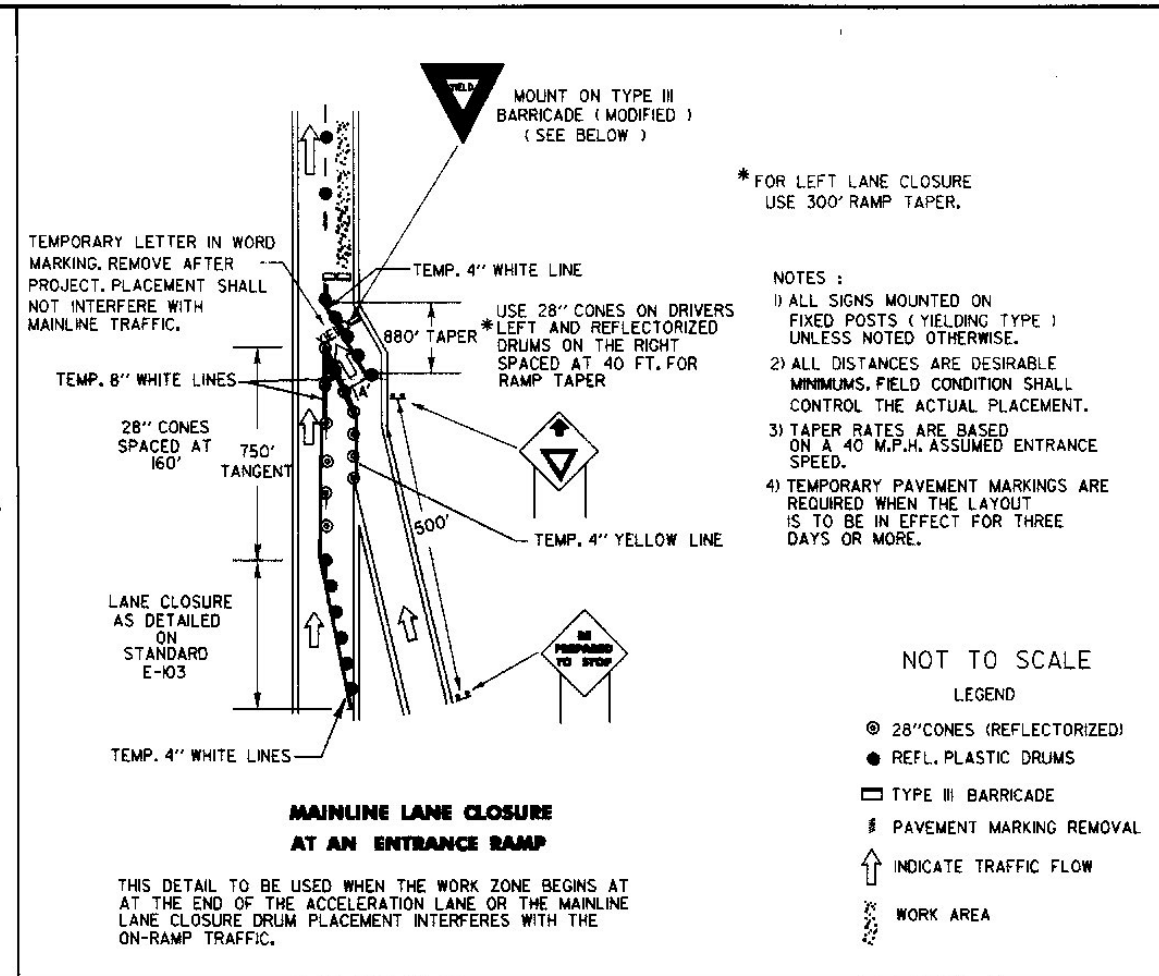 YIELD
MOUNT ON TYPE III
BARRICADE ( MODIFIED )
( SEE BELOW )
* FOR LEFT LANE CLOSURE
USE 300' RAMP TAPER.
TEMPORARY LETTER IN WORD
MARKING. REMOVE AFTER
PROJECT. PLACEMENT SHALL
NOT INTERFERE WITH
MAINLINE TRAFFIC.
TEMP. 4'' WHITE LINE
880' TAPER
USE 28'' CONES ON DRIVERS
* LEFT AND REFLECTORIZED
DRUMS ON THE RIGHT
SPACED AT 40 FT. FOR
RAMP TAPER
YIELD
14'
TEMP. 8'' WHITE LINES
28'' CONES
SPACED AT
160'
750'
TANGENT
500'
TEMP. 4'' YELLOW LINE
LANE CLOSURE
AS DETAILED
ON
STANDARD
E-103
BE
PREPARED
TO STOP
TEMP. 4'' WHITE LINES
NOTES :
1) ALL SIGNS MOUNTED ON
FIXED POSTS ( YIELDING TYPE )
UNLESS NOTED OTHERWISE.
2) ALL DISTANCES ARE DESIRABLE
MINIMUMS. FIELD CONDITION SHALL
CONTROL THE ACTUAL PLACEMENT.
3) TAPER RATES ARE BASED
ON A 40 M.P.H. ASSUMED ENTRANCE
SPEED.
4) TEMPORARY PAVEMENT MARKINGS ARE
REQUIRED WHEN THE LAYOUT
IS TO BE IN EFFECT FOR THREE
DAYS OR MORE.
NOT TO SCALE
LEGEND
28''CONES (REFLECTORIZED)
REFL. PLASTIC DRUMS
TYPE III BARRICADE
PAVEMENT MARKING REMOVAL
INDICATE TRAFFIC FLOW
WORK AREA
MAINLINE LANE CLOSURE
AT AN ENTRANCE RAMP
THIS DETAIL TO BE USED WHEN THE WORK ZONE BEGINS AT
AT THE END OF THE ACCELERATION LANE OR THE MAINLINE
LANE CLOSURE DRUM PLACEMENT INTERFERES WITH THE
ON-RAMP TRAFFIC.